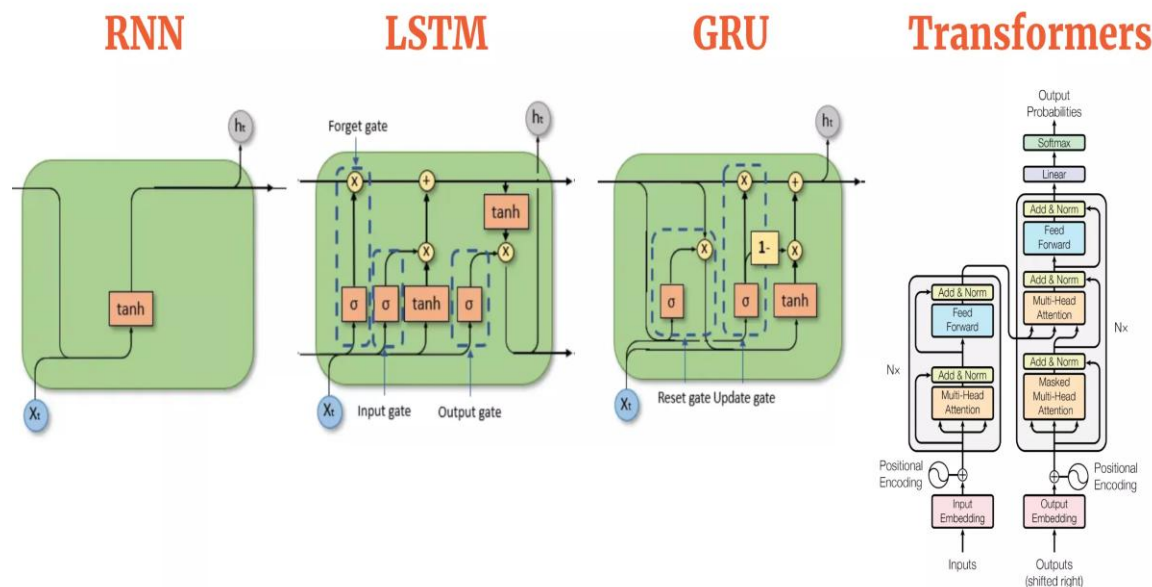 RNN
LSTM
GRU
Transformers
hₜ
tanh
Xₜ
Forget gate
hₜ
X
+
tanh
X
X
σ
σ
tanh
σ
Xₜ
Input gate
Output gate
hₜ
X
+
X
1-
X
σ
σ
tanh
Xₜ
Reset gate
Update gate
Output
Probabilities
Softmax
Linear
Add & Norm
Feed
Forward
Add & Norm
Multi-Head
Attention
Add & Norm
Masked
Multi-Head
Attention
N×
Add & Norm
Feed
Forward
Add & Norm
Multi-Head
Attention
N×
Positional
Encoding
Positional
Encoding
Input
Embedding
Output
Embedding
Inputs
Outputs
(shifted right)